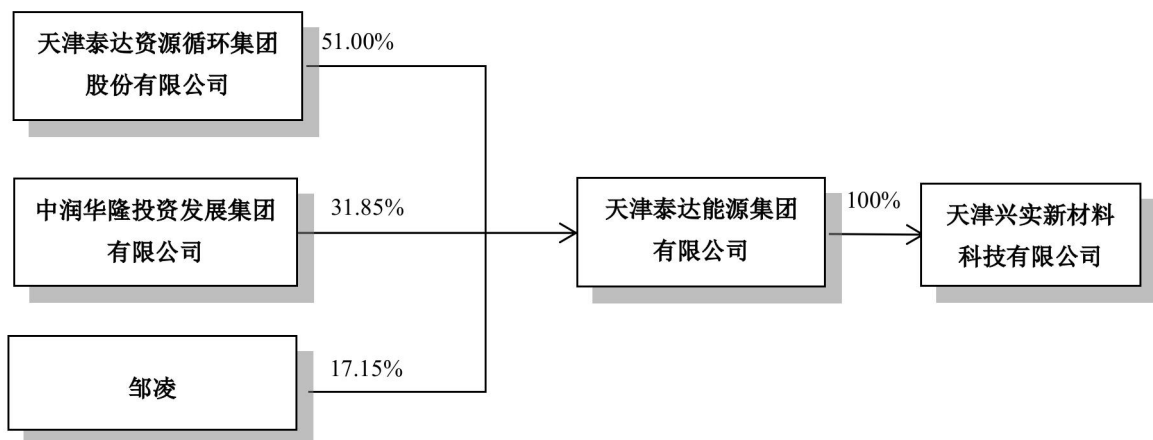 天津泰达资源循环集团
股份有限公司
51.00%
中润华隆投资发展集团
有限公司
31.85%
邹凌
17.15%
天津泰达能源集团
有限公司
100%
天津兴实新材料
科技有限公司